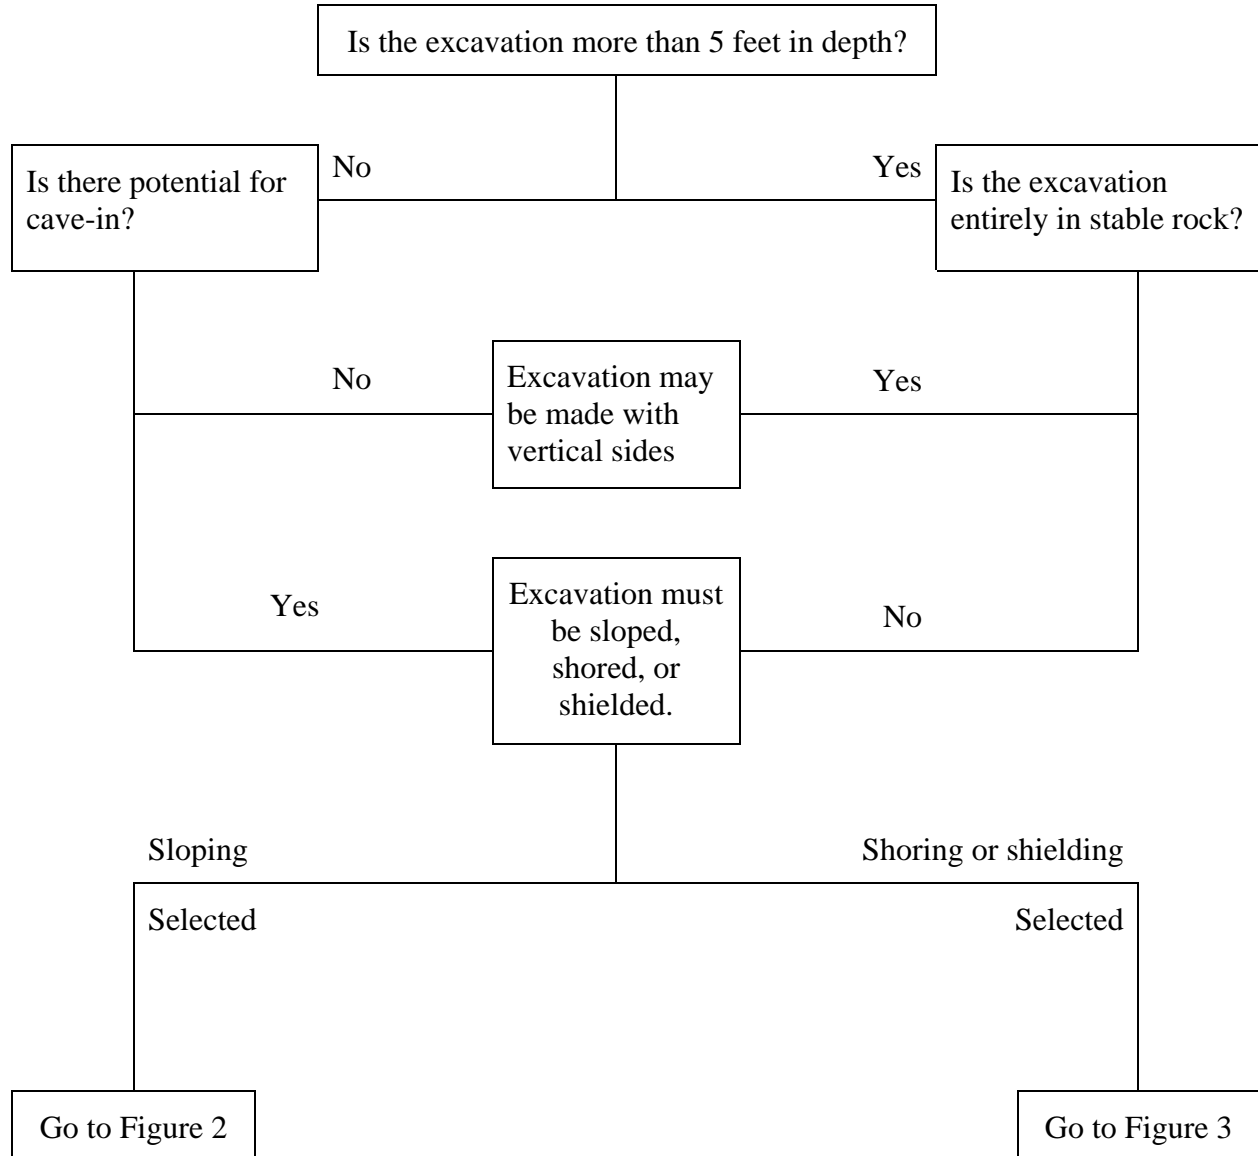 Is the excavation more than 5 feet in depth?
No
Yes
Is there potential for
cave-in?
Is the excavation
entirely in stable rock?
No
Excavation may
be made with
vertical sides
Yes
Yes
Excavation must
be sloped,
shored, or
shielded.
No
Sloping
Selected
Shoring or shielding
Selected
Go to Figure 2
Go to Figure 3